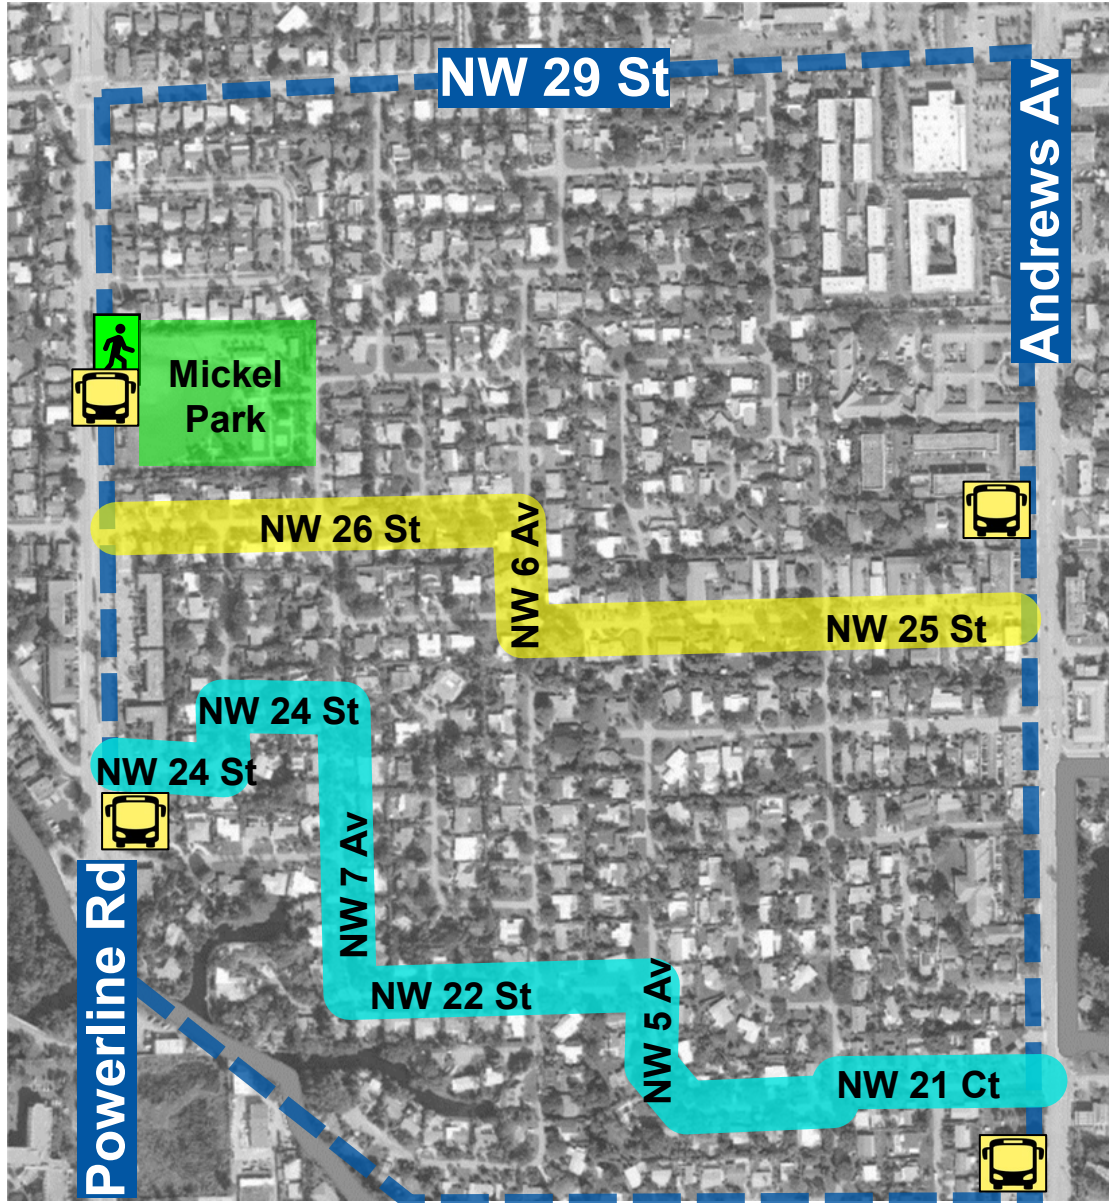 NW 29 St
Andrews Av
Mickel
Park
NW 26 St
NW 6 Av
NW 25 St
NW 24 St
NW 24 St
NW 7 Av
Powerline Rd
NW 22 St
NW 5 Av
NW 21 Ct